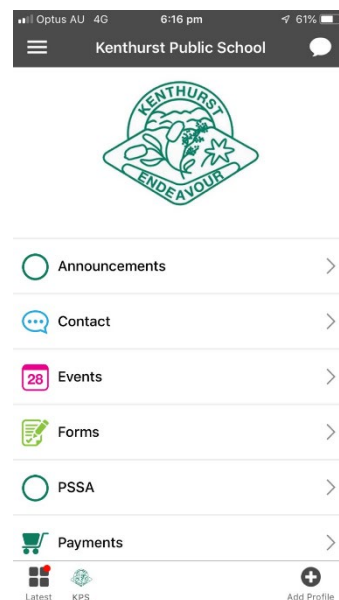 Optus AU 4G 6:16 pm 61%
Kenthurst Public School
KENTHURST
ENDEAVOUR
Announcements
Contact
28 Events
Forms
PSSA
Payments
Latest KPS Add Profile